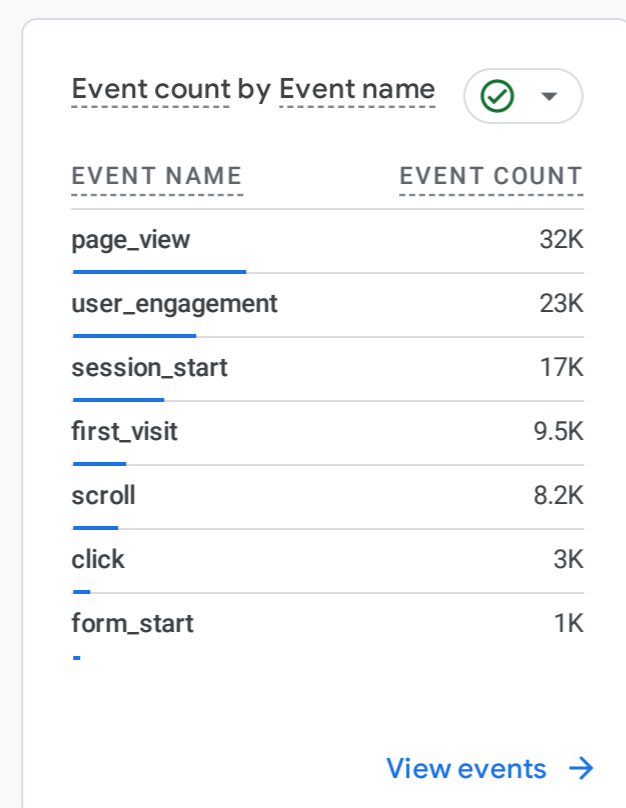 Event count by Event name
EVENT NAME EVENT COUNT
page_view 32K
user_engagement 23K
session_start 17K
first_visit 9.5K
scroll 8.2K
click 3K
form_start 1K
View events